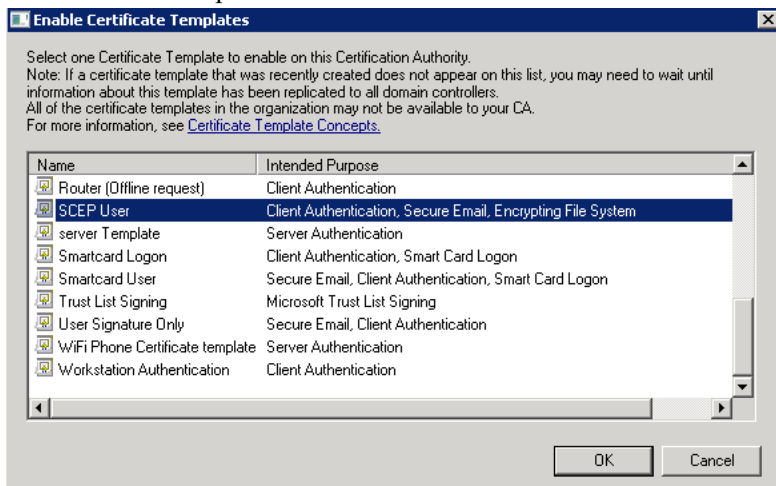 Enable Certificate Templates
Select one Certificate Template to enable on this Certification Authority.
Note: If a certificate template that was recently created does not appear on this list, you may need to wait until
information about this template has been replicated to all domain controllers.
All of the certificate templates in the organization may not be available to your CA.
For more information, see Certificate Template Concepts.
Name Intended Purpose
Router (Offline request) Client Authentication
SCEP User Client Authentication, Secure Email, Encrypting File System
server Template Server Authentication
Smartcard Logon Client Authentication, Smart Card Logon
Smartcard User Secure Email, Client Authentication, Smart Card Logon
Trust List Signing Microsoft Trust List Signing
User Signature Only Secure Email, Client Authentication
WiFi Phone Certificate template Server Authentication
Workstation Authentication Client Authentication
OK Cancel